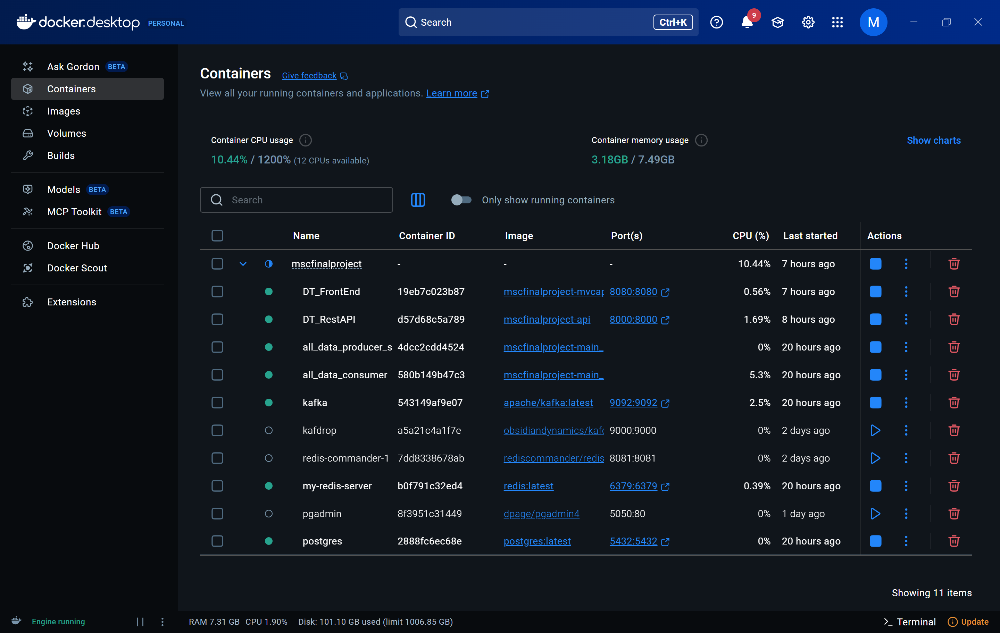 docker.desktop PERSONAL
Search Ctrl+K
9
M
Ask Gordon BETA
Containers
Images
Volumes
Builds
Models BETA
MCP Toolkit BETA
Docker Hub
Docker Scout
Extensions
Containers Give feedback
View all your running containers and applications. Learn more
Container CPU usage
10.44% / 1200% (12 CPUs available)
Container memory usage
3.18GB / 7.49GB
Show charts
Search
Only show running containers
Name Container ID Image Port(s) CPU (%) Last started Actions
mscfinalproject - - - 10.44% 7 hours ago
DT_FrontEnd 19eb7c023b87 mscfinalproject-mvcap 8080:8080 0.56% 7 hours ago
DT_RestAPI d57d68c5a789 mscfinalproject-api 8000:8000 1.69% 8 hours ago
all_data_producer_s 4dcc2cdd4524 mscfinalproject-main_ 0% 20 hours ago
all_data_consumer 580b149b47c3 mscfinalproject-main_ 5.3% 20 hours ago
kafka 543149af9e07 apache/kafka:latest 9092:9092 2.5% 20 hours ago
kafdrop a5a21c4a1f7e obsidiandynamics/kafd 9000:9000 0% 2 days ago
redis-commander-1 7dd8338678ab rediscommander/redis 8081:8081 0% 2 days ago
my-redis-server b0f791c32ed4 redis:latest 6379:6379 0.39% 20 hours ago
pgadmin 8f3951c31449 dpage/pgadmin4 5050:80 0% 1 day ago
postgres 2888fc6ec68e postgres:latest 5432:5432 0% 20 hours ago
Showing 11 items
Engine running
RAM 7.31 GB CPU 1.90% Disk: 101.10 GB used (limit 1006.85 GB)
>_ Terminal
Update